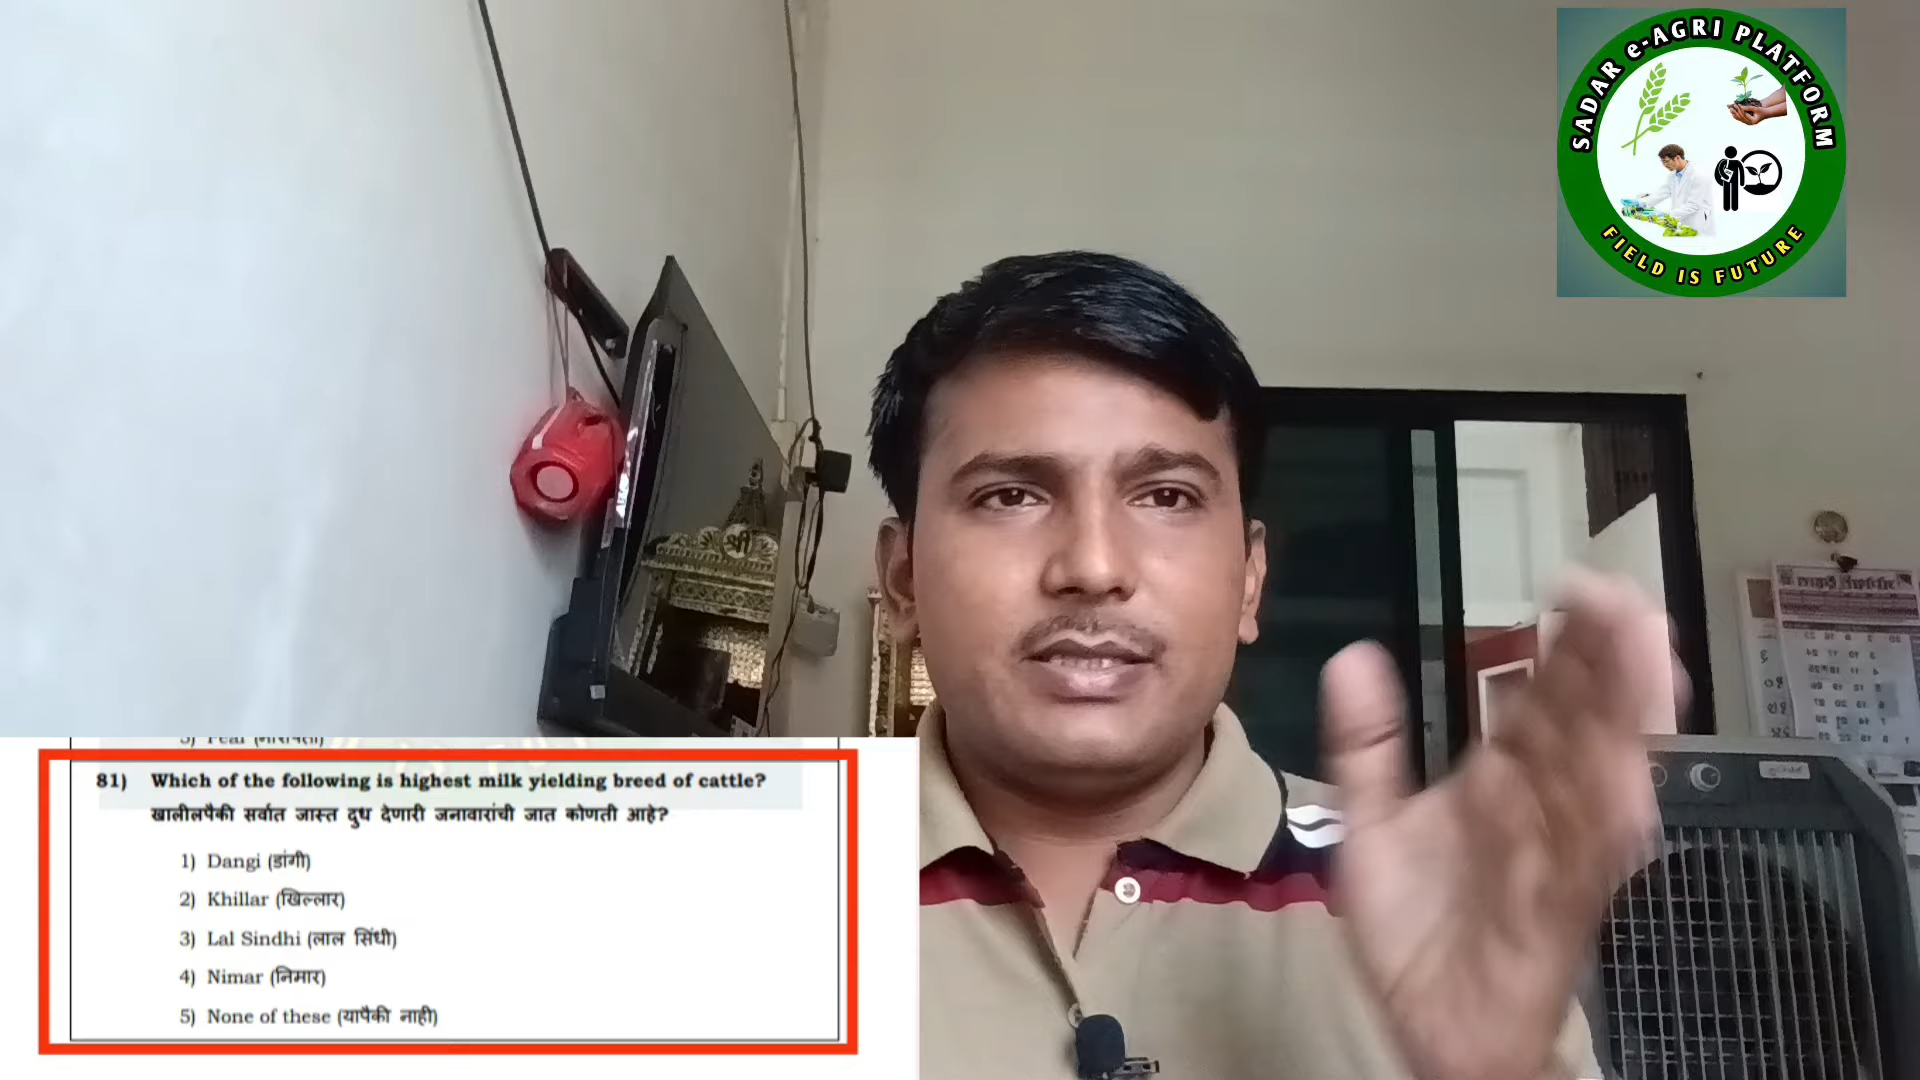 SADAR e-AGRI PLATFORM
FIELD IS FUTURE
श्री
81) Which of the following is highest milk yielding breed of cattle?
खालीलपैकी सर्वात जास्त दुध देणारी जनावारांची जात कोणती आहे?
1) Dangi (डांगी)
2) Khillar (खिल्लार)
3) Lal Sindhi (लाल सिंधी)
4) Nimar (निमार)
5) None of these (यापैकी नाही)